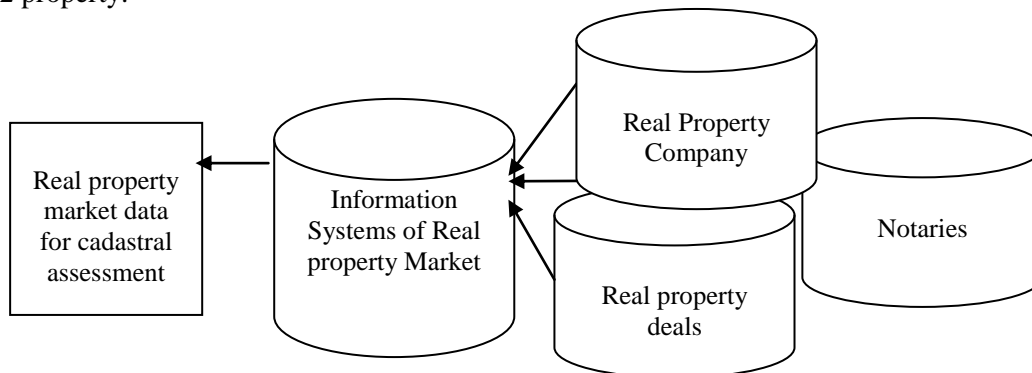 2 property.
Real property
market data
for cadastral
assessment
Information
Systems of Real
property Market
Real Property
Company
Real property
deals
Notaries